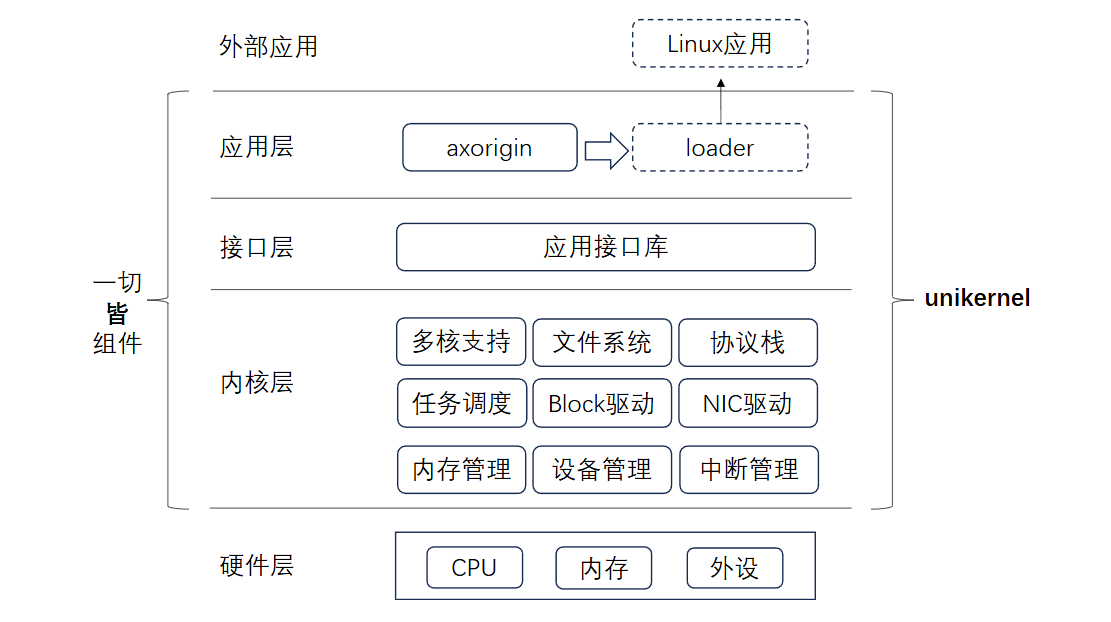 外部应用
Linux应用
应用层
axorigin
loader
接口层
应用接口库
一切
皆
组件
unikernel
内核层
多核支持
文件系统
协议栈
任务调度
Block驱动
NIC驱动
内存管理
设备管理
中断管理
硬件层
CPU
内存
外设